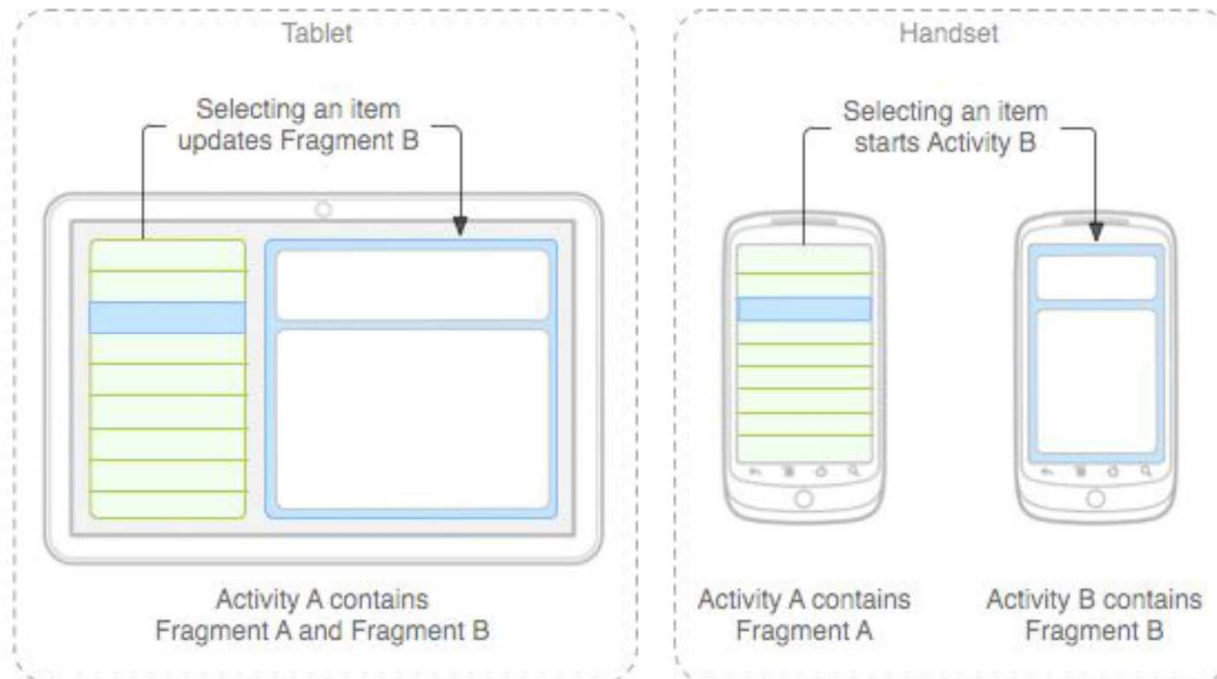 Tablet
Selecting an item
updates Fragment B
Activity A contains
Fragment A and Fragment B
Handset
Selecting an item
starts Activity B
Activity A contains
Fragment A
Activity B contains
Fragment B